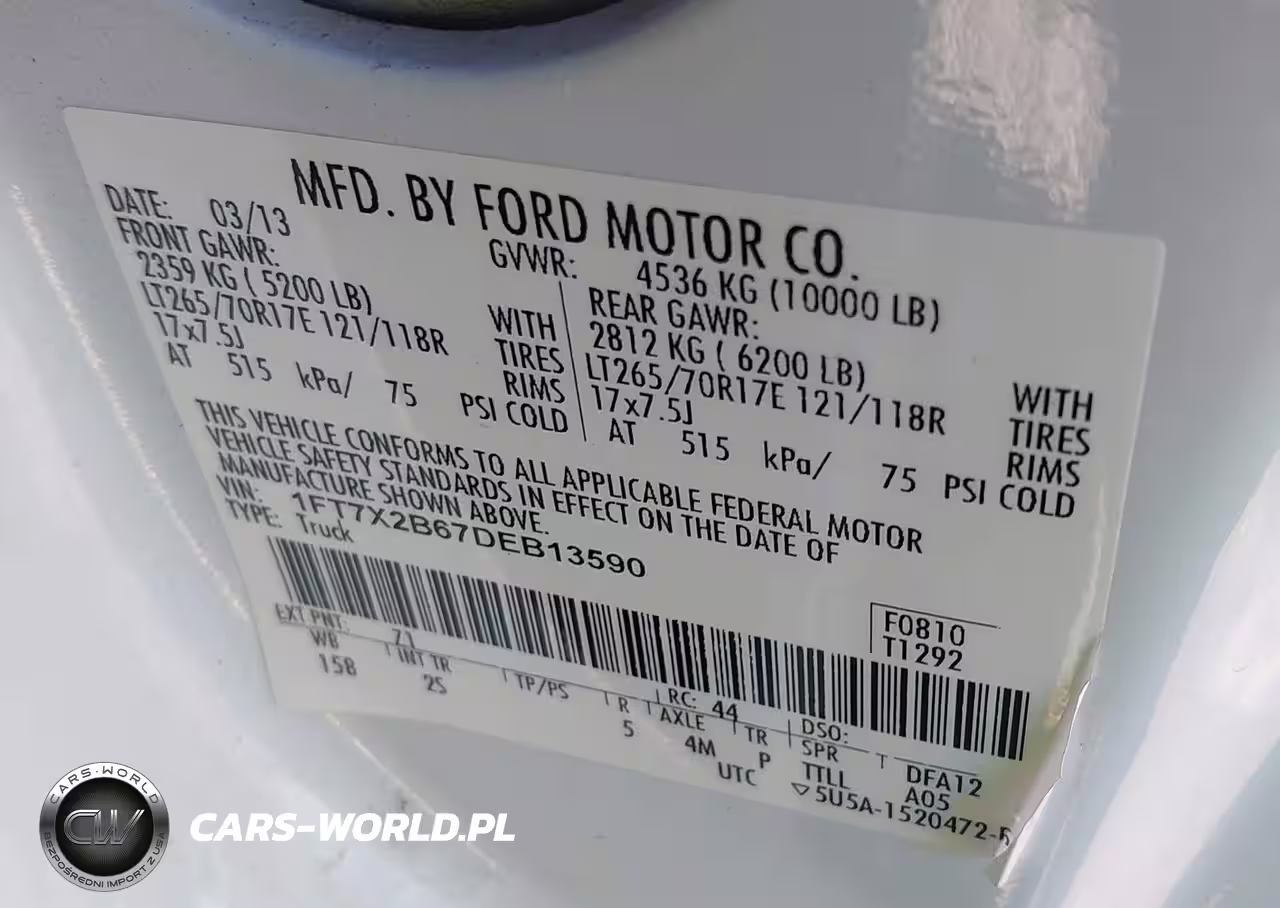 MFD. BY FORD MOTOR CO.
DATE: 03/13
GVWR: 4536 KG (10000 LB)
FRONT GAWR:
2359 KG ( 5200 LB)
WITH
LT265/70R17E 121/118R
TIRES
17x7.5J
RIMS
AT 515 kPa/ 75 PSI COLD
REAR GAWR:
2812 KG ( 6200 LB)
WITH
LT265/70R17E 121/118R
TIRES
17x7.5J
RIMS
AT 515 kPa/ 75 PSI COLD
THIS VEHICLE CONFORMS TO ALL APPLICABLE FEDERAL MOTOR
VEHICLE SAFETY STANDARDS IN EFFECT ON THE DATE OF
MANUFACTURE SHOWN ABOVE.
VIN: 1FT7X2B67DEB13590
TYPE: Truck
F0810
T1292
EXT PNT: Z1 RC: 44 DSO:
WB INT TR TP/PS R AXLE TR SPR DFA12
158 2S 5 4M P TTLL A05
UTC ▽5U5A-1520472-
CARS-WORLD
CW
BEZPOŚREDNI IMPORT Z USA
CARS-WORLD.PL